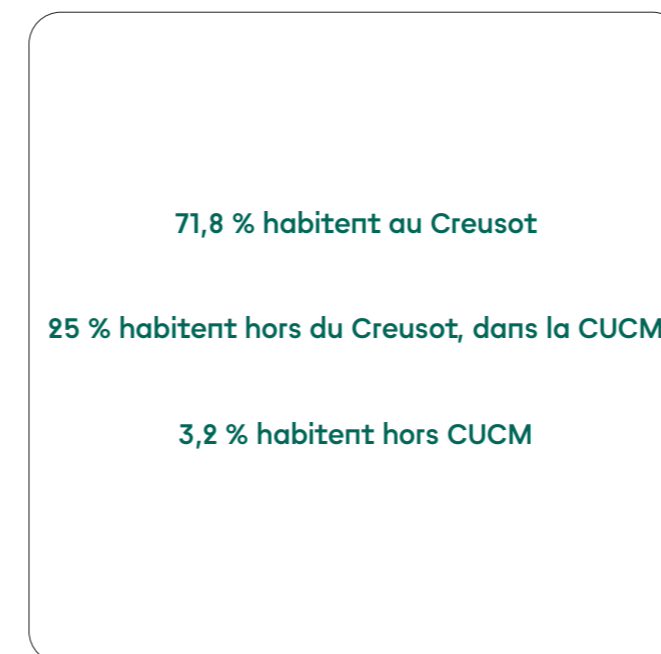 71,8 % habitent au Creusot
25 % habitent hors du Creusot, dans la CUCM
3,2 % habitent hors CUCM